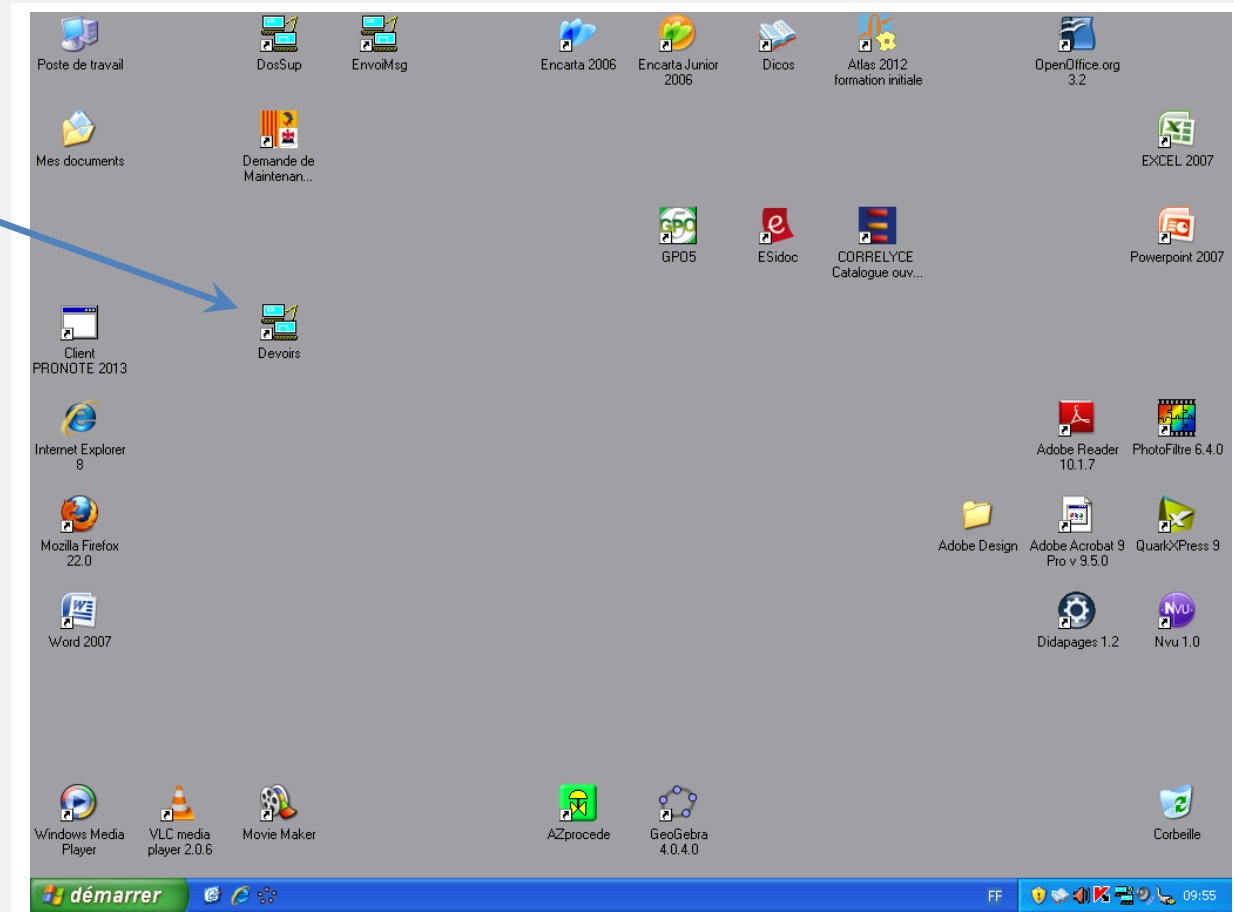 Poste de travail
DosSup
EnvoiMsg
Encarta 2006
Encarta Junior
2006
Dicos
Atlas 2012
formation initiale
OpenOffice.org
3.2
Mes documents
Demande de
Maintenan...
EXCEL 2007
GPO5
ESidoc
CORRELYCE
Catalogue ouv...
Powerpoint 2007
Client
PRONOTE 2013
Devoirs
Internet Explorer
8
Adobe Reader
10.1.7
PhotoFiltre 6.4.0
Mozilla Firefox
22.0
Adobe Design
Adobe Acrobat 9
Pro v 9.5.0
QuarkXPress 9
Word 2007
Didapages 1.2
Nvu 1.0
Windows Media
Player
VLC media
player 2.0.6
Movie Maker
AZprocede
GeoGebra
4.0.4.0
Corbeille
démarrer
FF
09:55